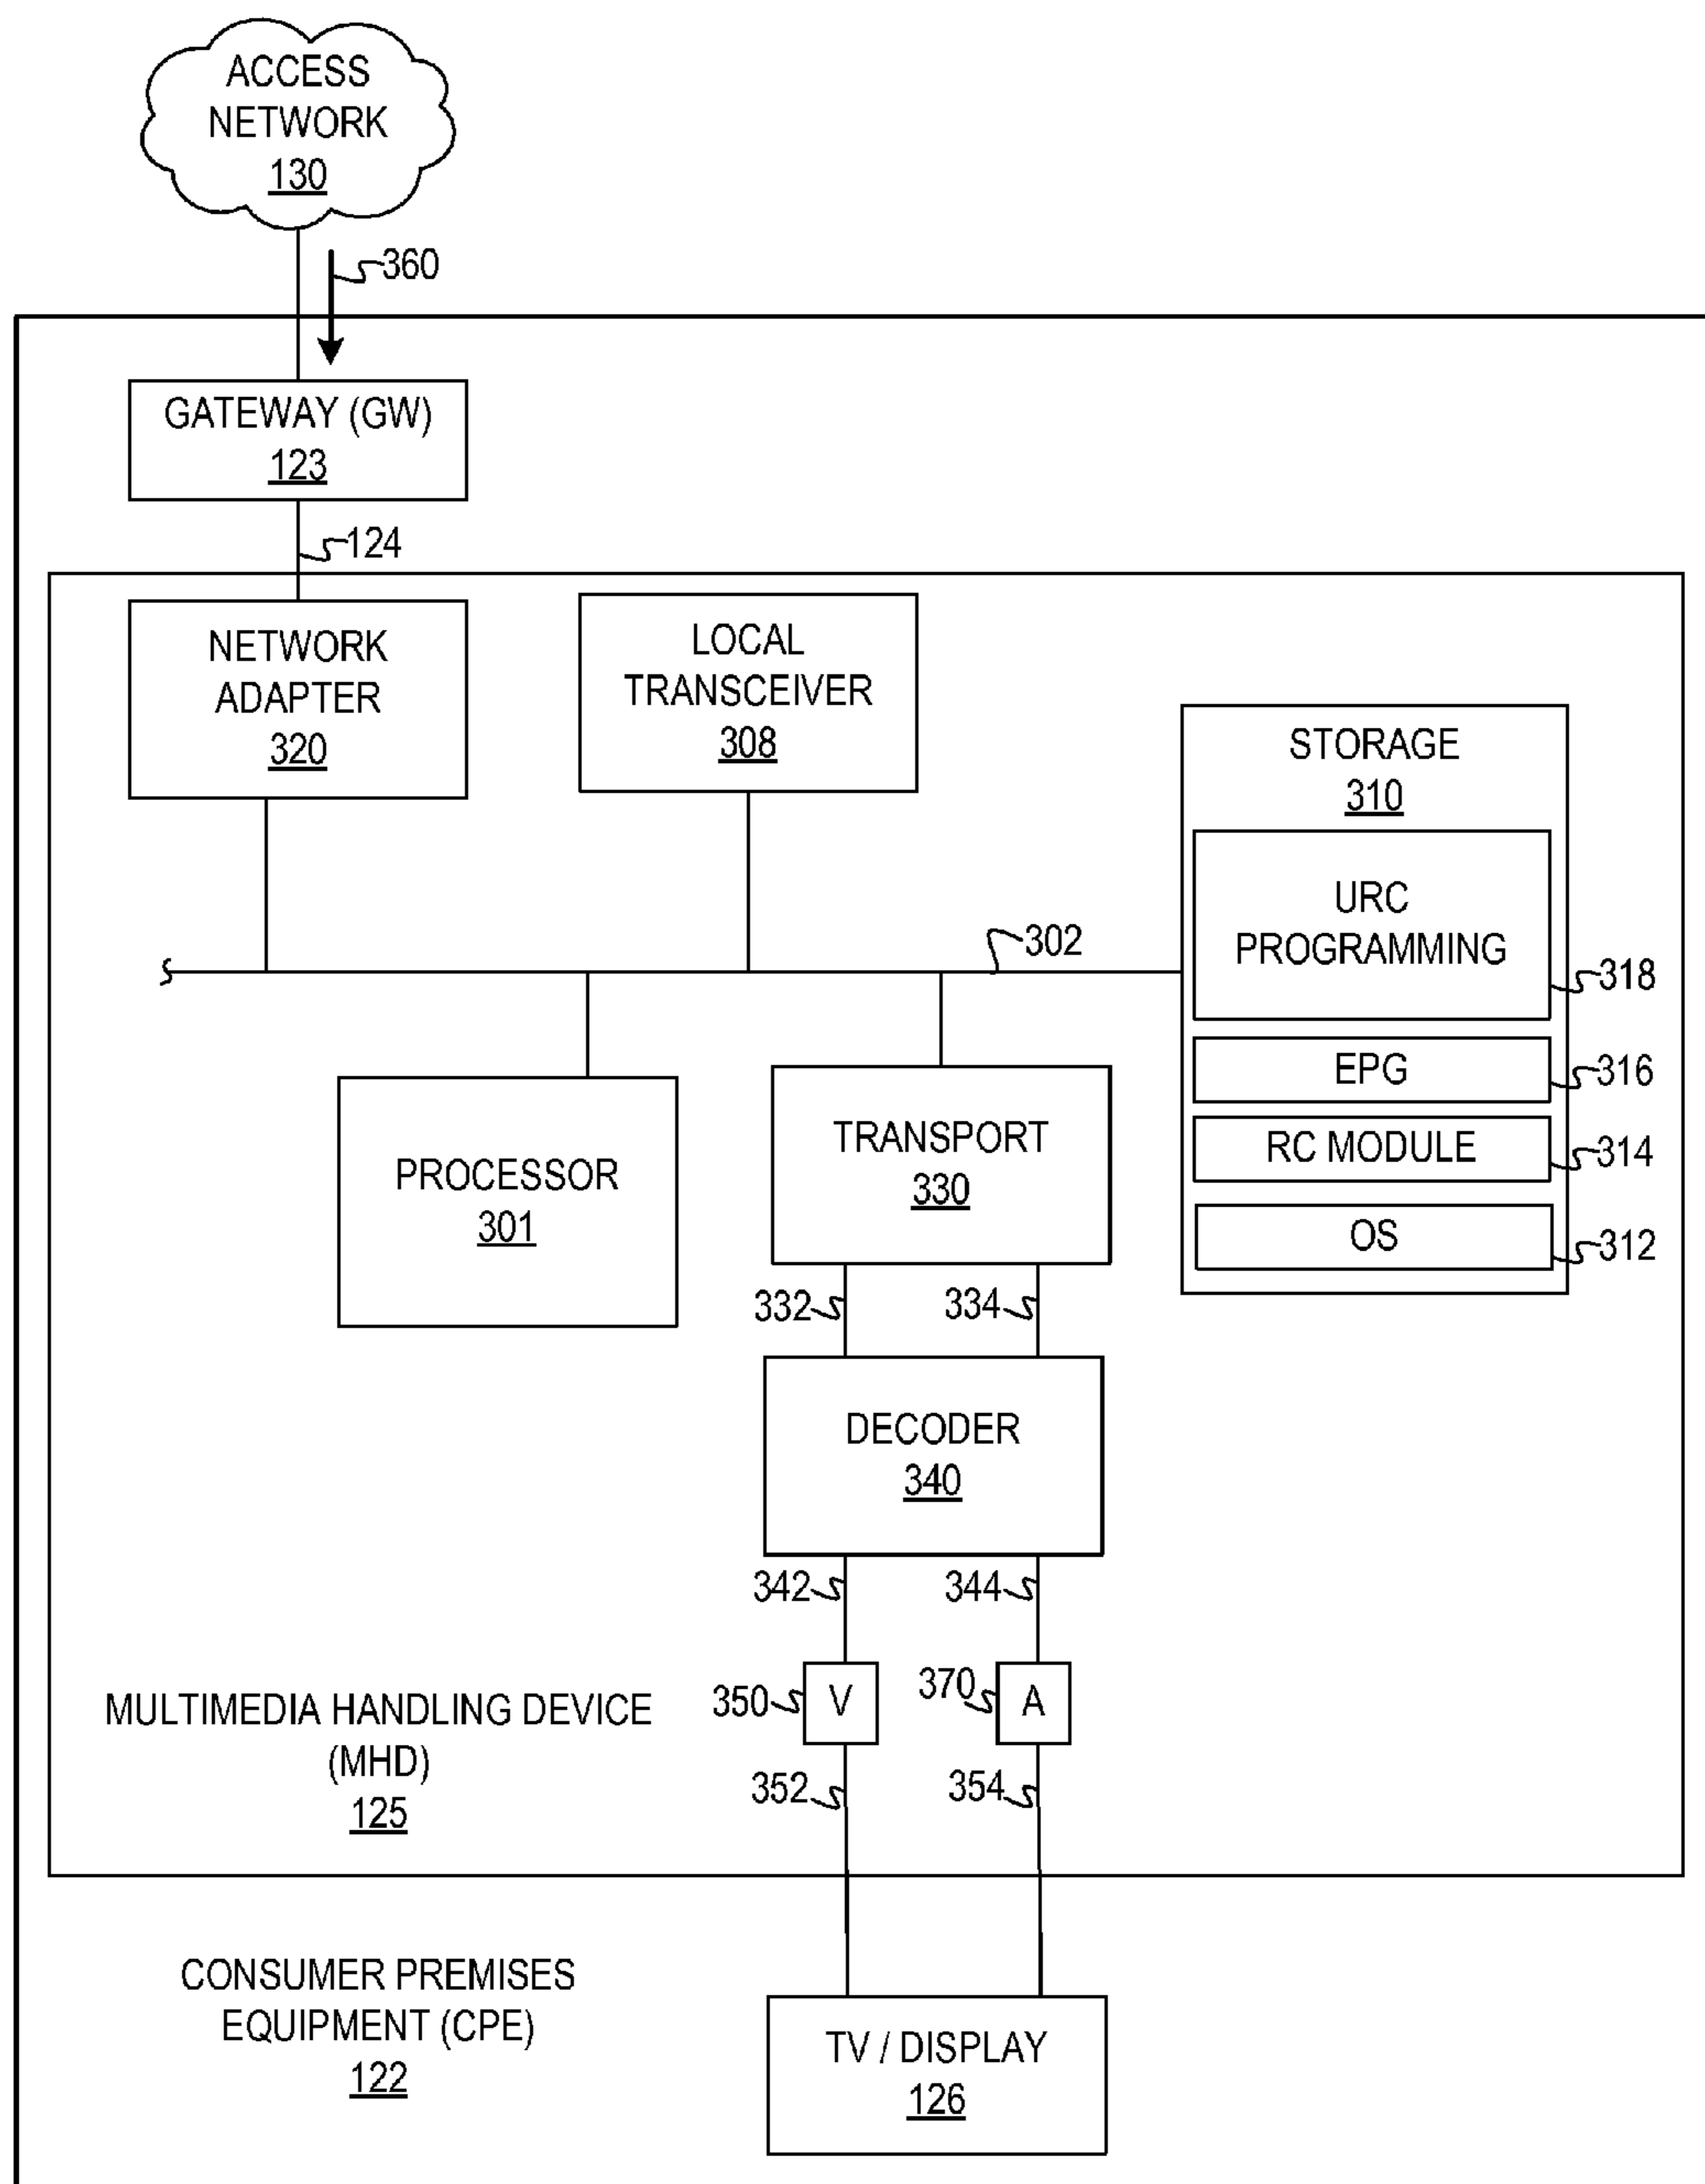 ACCESS
NETWORK
130
360
GATEWAY (GW)
123
124
NETWORK
ADAPTER
320
LOCAL
TRANSCEIVER
308
STORAGE
310
URC
PROGRAMMING
318
302
EPG
316
RC MODULE
314
OS
312
PROCESSOR
301
TRANSPORT
330
332
334
DECODER
340
342
344
350
V
370
A
352
354
MULTIMEDIA HANDLING DEVICE
(MHD)
125
CONSUMER PREMISES
EQUIPMENT (CPE)
122
TV / DISPLAY
126